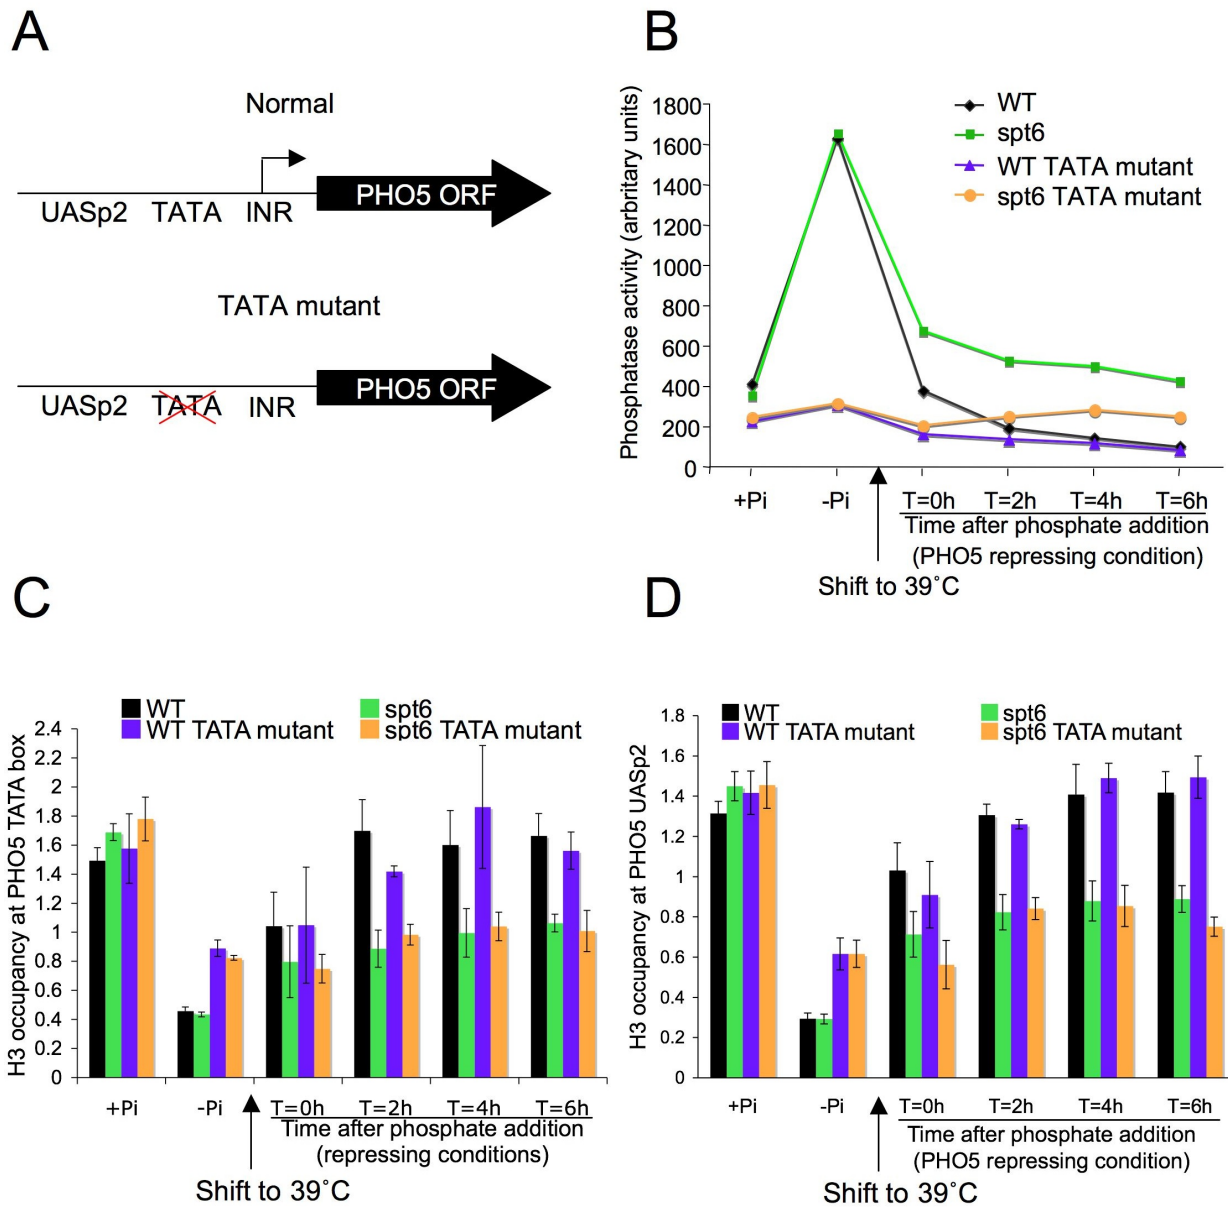 A
Normal
UASp2 TATA INR PHO5 ORF
TATA mutant
UASp2 TATA INR PHO5 ORF
B
Phosphatase activity (arbritary units)
1800
1600
1400
1200
1000
800
600
400
200
0
WT
spt6
WT TATA mutant
spt6 TATA mutant
+Pi -Pi T=0h T=2h T=4h T=6h
Time after phosphate addition
(PHO5 repressing condition)
Shift to 39˚C
C
H3 occupancy at PHO5 TATA box
WT spt6
WT TATA mutant spt6 TATA mutant
2.4
2.2
2
1.8
1.6
1.4
1.2
1
0.8
0.6
0.4
0.2
0
+Pi -Pi T=0h T=2h T=4h T=6h
Time after phosphate addition
(repressing conditions)
Shift to 39˚C
D
H3 occupancy at PHO5 UASp2
WT spt6
WT TATA mutant spt6 TATA mutant
1.8
1.6
1.4
1.2
1
0.8
0.6
0.4
0.2
0
+Pi -Pi T=0h T=2h T=4h T=6h
Time after phosphate addition
(PHO5 repressing condition)
Shift to 39˚C